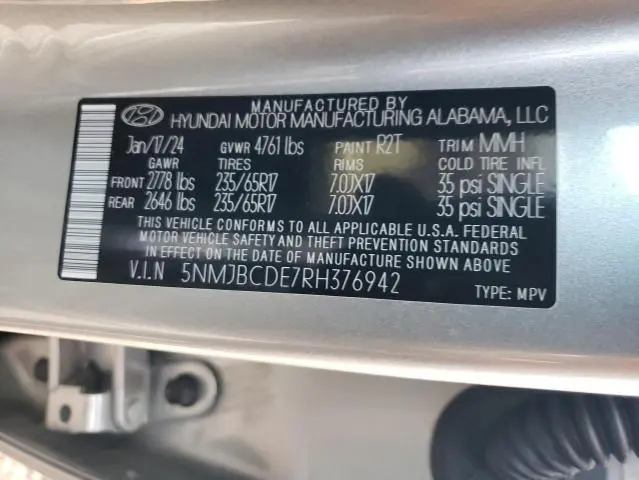 MANUFACTURED BY
HYUNDAI MOTOR MANUFACTURING ALABAMA, LLC
Jan/17/24 GVWR 4761 lbs PAINT R2T TRIM MMH
GAWR TIRES RIMS COLD TIRE INFL
FRONT 2778 lbs 235/65R17 7.0JX17 35 psi SINGLE
REAR 2646 lbs 235/65R17 7.0JX17 35 psi SINGLE
THIS VEHICLE CONFORMS TO ALL APPLICABLE U.S.A. FEDERAL
MOTOR VEHICLE SAFETY AND THEFT PREVENTION STANDARDS
IN EFFECT ON THE DATE OF MANUFACTURE SHOWN ABOVE
V.I.N 5NMJBCDE7RH376942
TYPE: MPV